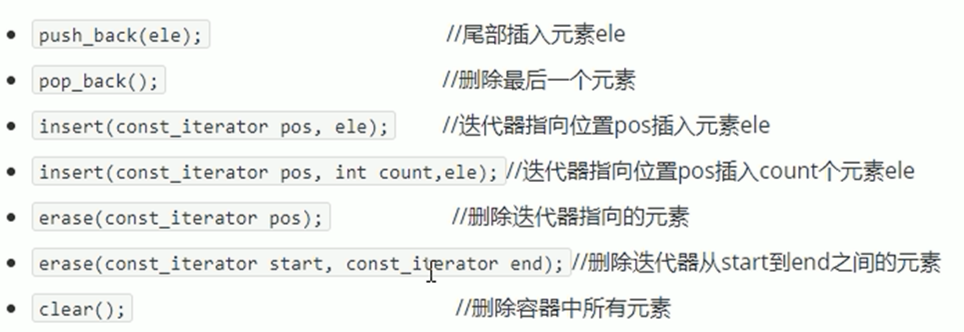 push_back(ele); //尾部插入元素ele
pop_back(); //删除最后一个元素
insert(const_iterator pos, ele); //迭代器指向位置pos插入元素ele
insert(const_iterator pos, int count,ele); //迭代器指向位置pos插入count个元素ele
erase(const_iterator pos); //删除迭代器指向的元素
erase(const_iterator start, const_iterator end); //删除迭代器从start到end之间的元素
clear(); //删除容器中所有元素